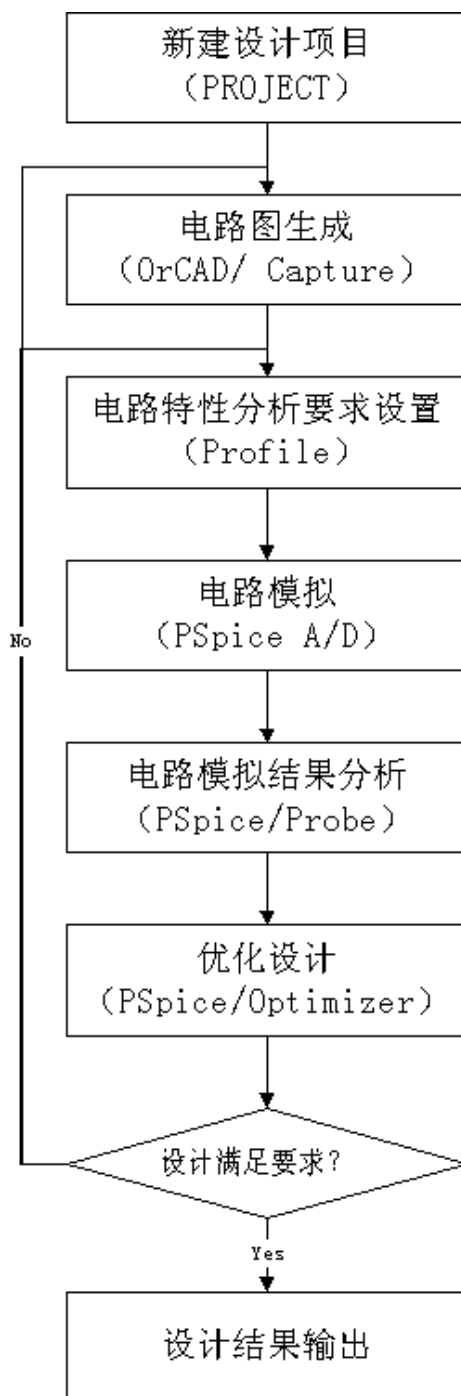 新建设计项目
（PROJECT）
电路图生成
（OrCAD/ Capture）
电路特性分析要求设置
（Profile）
电路模拟
（PSpice A/D）
No
电路模拟结果分析
（PSpice/Probe）
优化设计
（PSpice/Optimizer）
设计满足要求？
Yes
设计结果输出